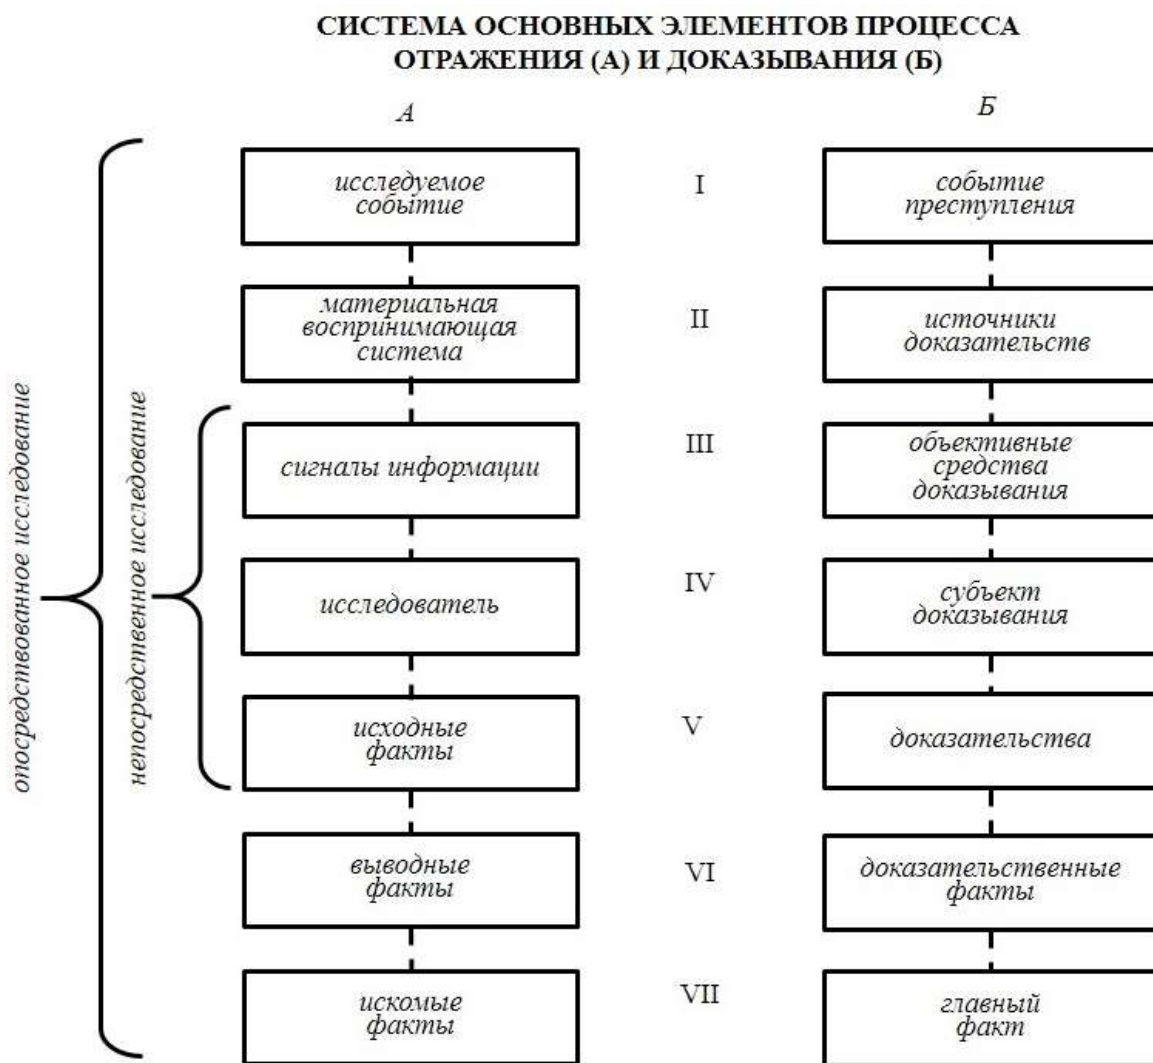 СИСТЕМА ОСНОВНЫХ ЭЛЕМЕНТОВ ПРОЦЕССА
ОТРАЖЕНИЯ (А) И ДОКАЗЫВАНИЯ (Б)
А
Б
опосредствованное исследование
непосредственное исследование
исследуемое
событие
I
событие
преступления
материальная
воспринимающая
система
II
источники
доказательств
сигналы информации
III
объективные
средства
доказывания
исследователь
IV
субъект
доказывания
исходные
факты
V
доказательства
выводные
факты
VI
доказательственные
факты
искомые
факты
VII
главный
факт